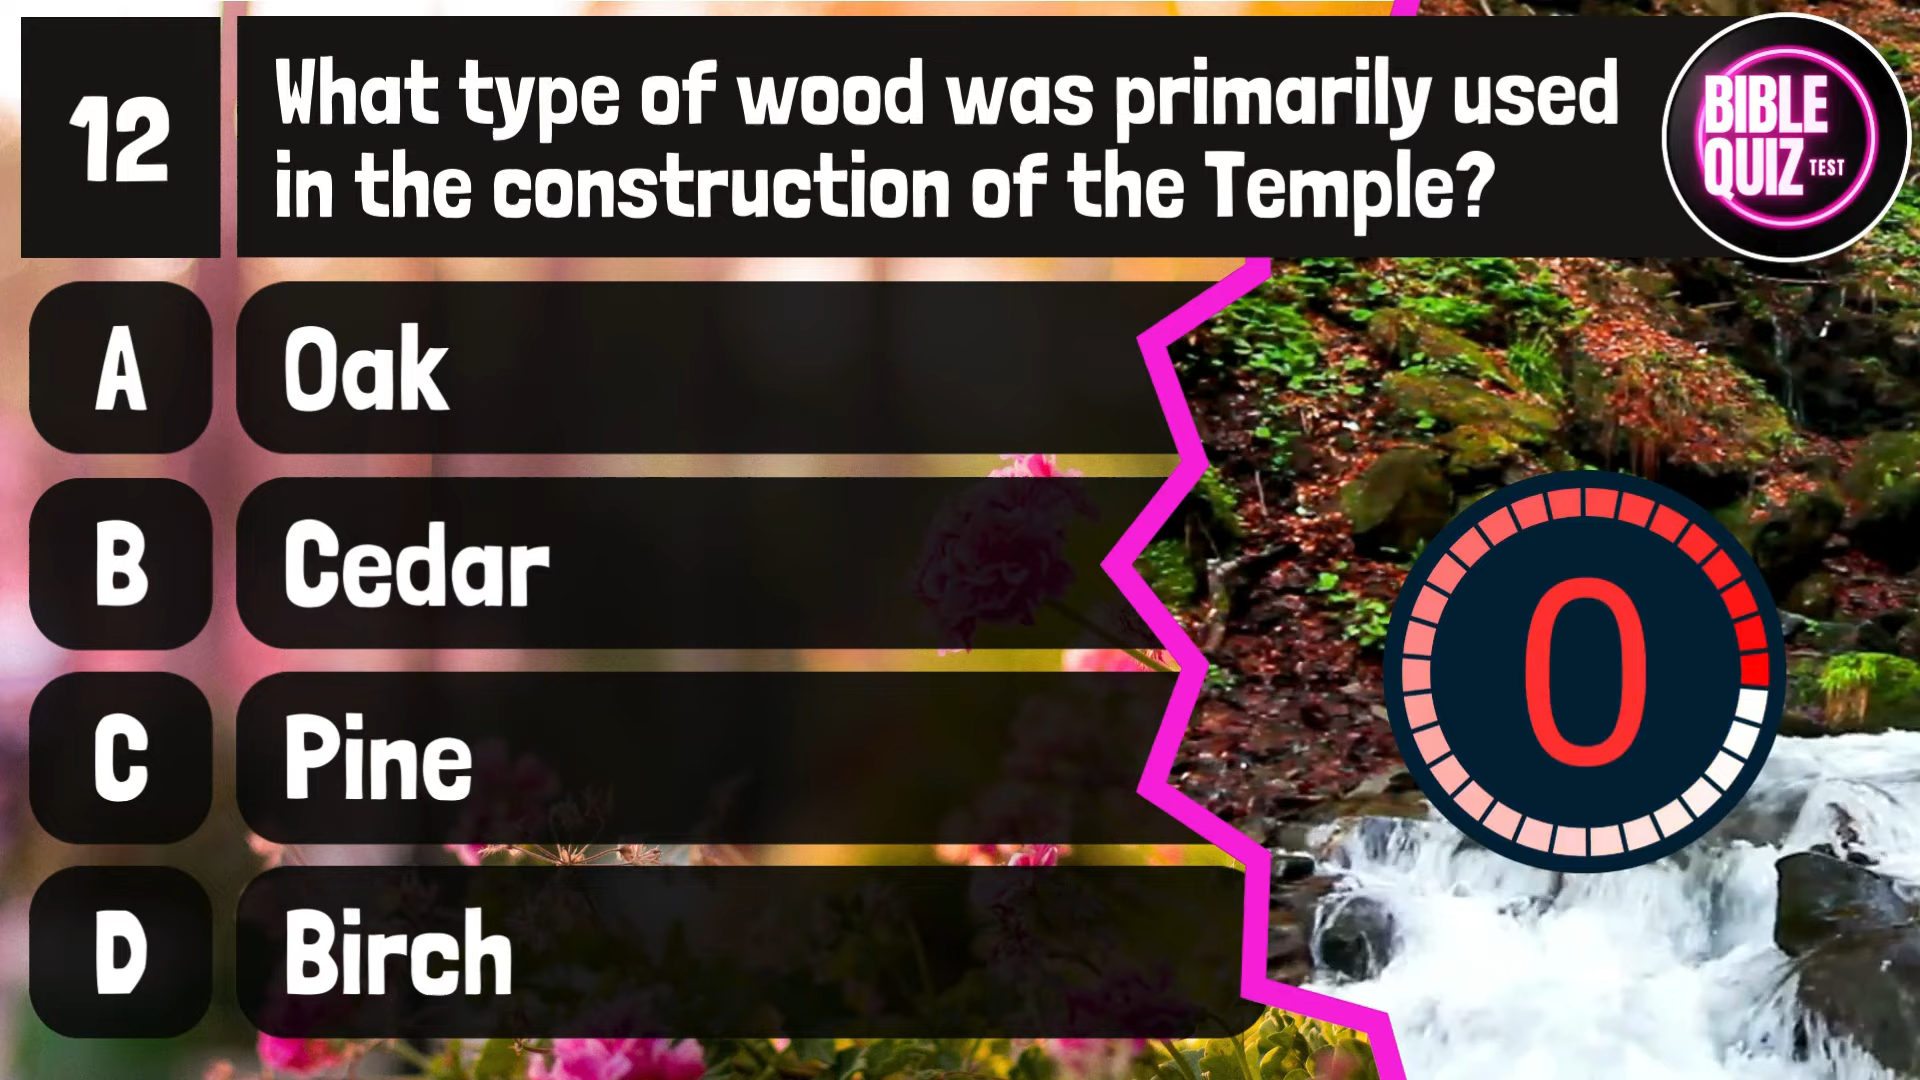 12
What type of wood was primarily used
in the construction of the Temple?
BIBLE
QUIZ TEST
A
Oak
B
Cedar
C
Pine
D
Birch
0